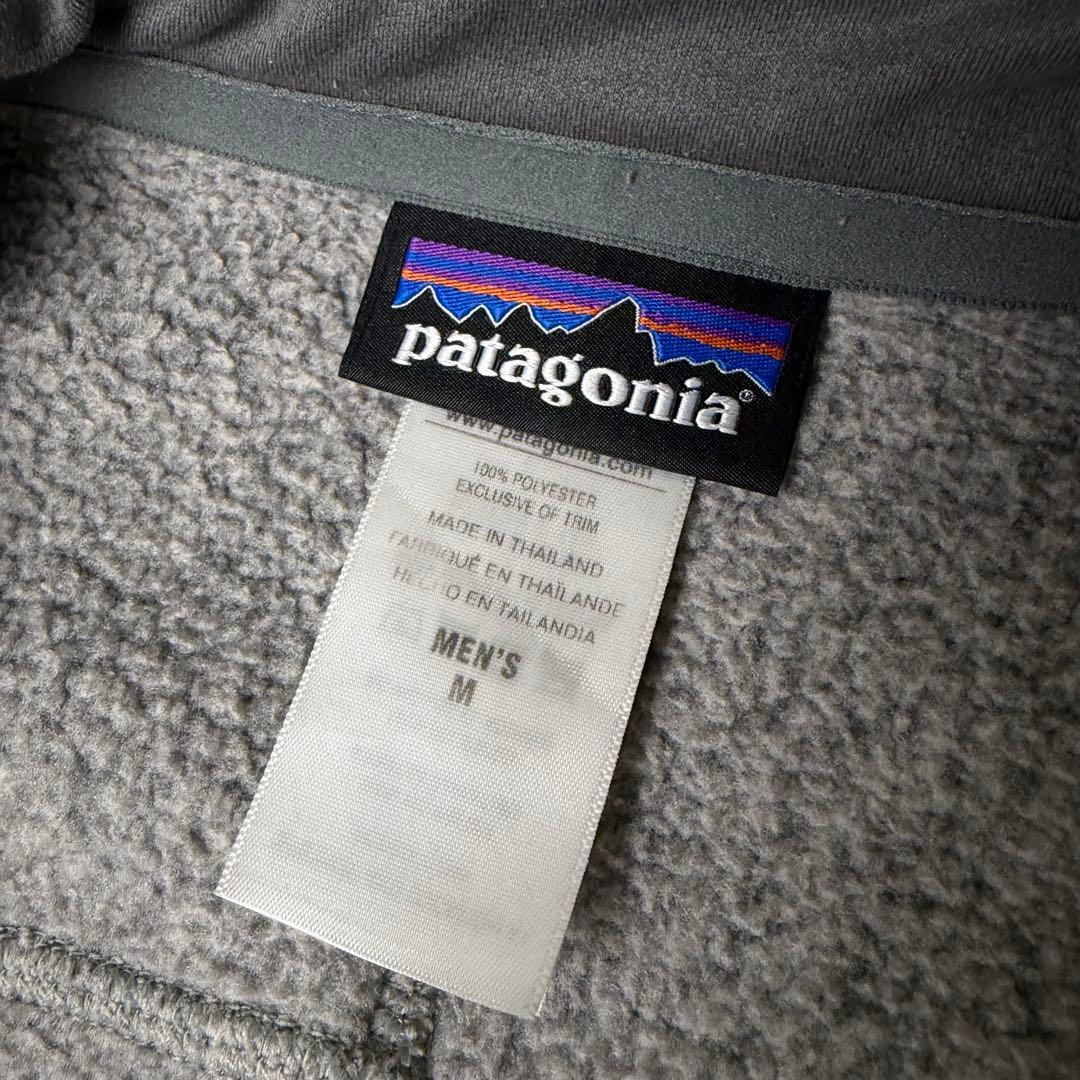 patagonia®
www.patagonia.com
100% POLYESTER
EXCLUSIVE OF TRIM
MADE IN THAILAND
FABRIQUÉ EN THAÏLANDE
HECHO EN TAILANDIA
MEN'S
M